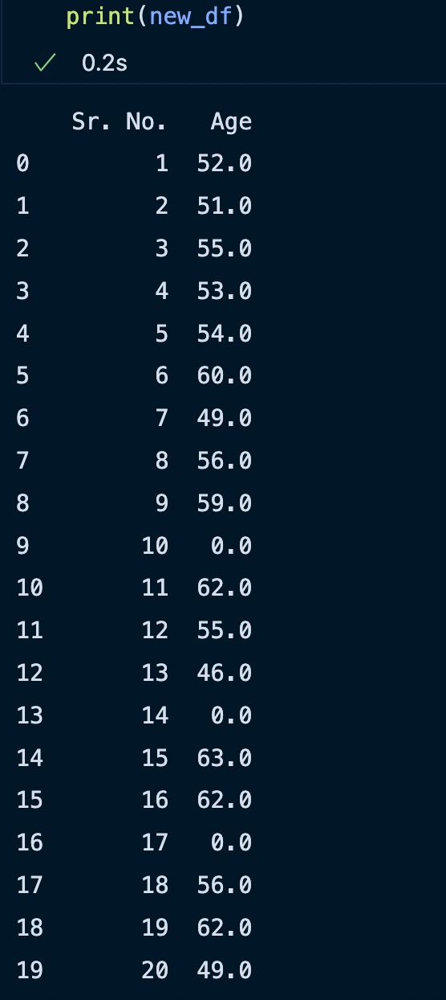 print(new_df)
✓ 0.2s
Sr. No. Age
0 1 52.0
1 2 51.0
2 3 55.0
3 4 53.0
4 5 54.0
5 6 60.0
6 7 49.0
7 8 56.0
8 9 59.0
9 10 0.0
10 11 62.0
11 12 55.0
12 13 46.0
13 14 0.0
14 15 63.0
15 16 62.0
16 17 0.0
17 18 56.0
18 19 62.0
19 20 49.0